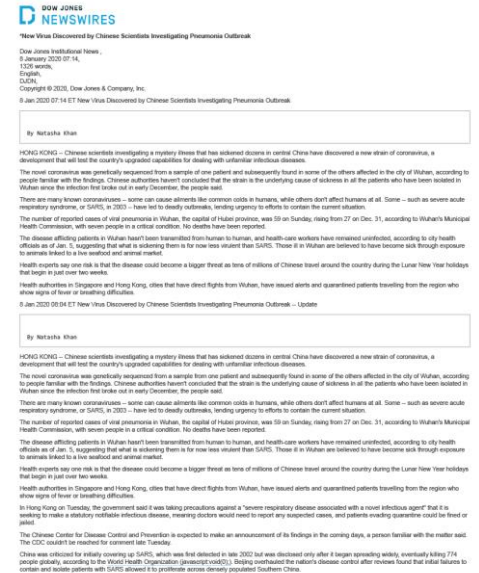 DOW JONES
NEWSWIRES
*New Virus Discovered by Chinese Scientists Investigating Pneumonia Outbreak
Dow Jones Institutional News,
8 January 2020 07:14,
1326 words,
English,
DJDN,
Copyright © 2020, Dow Jones & Company, Inc.
8 Jan 2020 07:14 ET New Virus Discovered by Chinese Scientists Investigating Pneumonia Outbreak
By Natasha Khan
HONG KONG -- Chinese scientists investigating a mystery illness that has sickened dozens in central China have discovered a new strain of coronavirus, a
development that will test the country's upgraded capabilities for dealing with unfamiliar infectious diseases.
The novel coronavirus was genetically sequenced from a sample from one patient and subsequently found in some of the others affected in the city of Wuhan, according to
people familiar with the findings. Chinese authorities haven't concluded that the strain is the underlying cause of sickness in all the patients who have been isolated in
Wuhan since the infection first broke out in early December, the people said.
There are many known coronaviruses -- some can cause ailments like common colds in humans, while others don't affect humans at all. Some -- such as severe acute
respiratory syndrome, or SARS, in 2003 -- have led to deadly outbreaks, lending urgency to efforts to contain the current situation.
The number of reported cases of viral pneumonia in Wuhan, the capital of Hubei province, was 59 on Sunday, rising from 27 on Dec. 31, according to Wuhan's Municipal
Health Commission, with seven people in a critical condition. No deaths have been reported.
The disease afflicting patients in Wuhan hasn't been transmitted from human to human, and health-care workers have remained uninfected, according to city health
officials as of Jan. 5, suggesting that what is sickening them is for now less virulent than SARS. Those ill in Wuhan are believed to have become sick through exposure
to animals linked to a live seafood and animal market.
Health experts say one risk is that the disease could become a bigger threat as tens of millions of Chinese travel around the country during the Lunar New Year holidays
that begin in just over two weeks.
Health authorities in Singapore and Hong Kong, cities that have direct flights from Wuhan, have issued alerts and quarantined patients travelling from the region who
show signs of fever or breathing difficulties.
8 Jan 2020 08:04 ET New Virus Discovered by Chinese Scientists Investigating Pneumonia Outbreak -- Update
By Natasha Khan
HONG KONG -- Chinese scientists investigating a mystery illness that has sickened dozens in central China have discovered a new strain of coronavirus, a
development that will test the country's upgraded capabilities for dealing with unfamiliar infectious diseases.
The novel coronavirus was genetically sequenced from a sample from one patient and subsequently found in some of the others affected in the city of Wuhan, according
to people familiar with the findings. Chinese authorities haven't concluded that the strain is the underlying cause of sickness in all the patients who have been isolated in
Wuhan since the infection first broke out in early December, the people said.
There are many known coronaviruses -- some can cause ailments like common colds in humans, while others don't affect humans at all. Some -- such as severe acute
respiratory syndrome, or SARS, in 2003 -- have led to deadly outbreaks, lending urgency to efforts to contain the current situation.
The number of reported cases of viral pneumonia in Wuhan, the capital of Hubei province, was 59 on Sunday, rising from 27 on Dec. 31, according to Wuhan's Municipal
Health Commission, with seven people in a critical condition. No deaths have been reported.
The disease afflicting patients in Wuhan hasn't been transmitted from human to human, and health-care workers have remained uninfected, according to city health
officials as of Jan. 5, suggesting that what is sickening them is for now less virulent than SARS. Those ill in Wuhan are believed to have become sick through exposure
to animals linked to a live seafood and animal market.
Health experts say one risk is that the disease could become a bigger threat as tens of millions of Chinese travel around the country during the Lunar New Year holidays
that begin in just over two weeks.
Health authorities in Singapore and Hong Kong, cities that have direct flights from Wuhan, have issued alerts and quarantined patients travelling from the region who
show signs of fever or breathing difficulties.
In Hong Kong on Tuesday, the government said it was taking precautions against a "severe respiratory disease associated with a novel infectious agent" that it is
seeking to make a statutory notifiable infectious disease, meaning doctors would need to report any suspected cases, and patients evading quarantine could be fined or
jailed.
The Chinese Center for Disease Control and Prevention is expected to make an announcement of its findings in the coming days, a person familiar with the matter said.
The CDC couldn't be reached for comment late Tuesday.
China was criticized for initially covering up SARS, which was first detected in late 2002 but was disclosed only after it began spreading widely, eventually killing 774
people globally, according to the World Health Organization (javascript:void(0);). Beijing overhauled the nation's disease control after reviews found that initial failures to
contain and isolate patients with SARS allowed it to proliferate across densely populated Southern China.